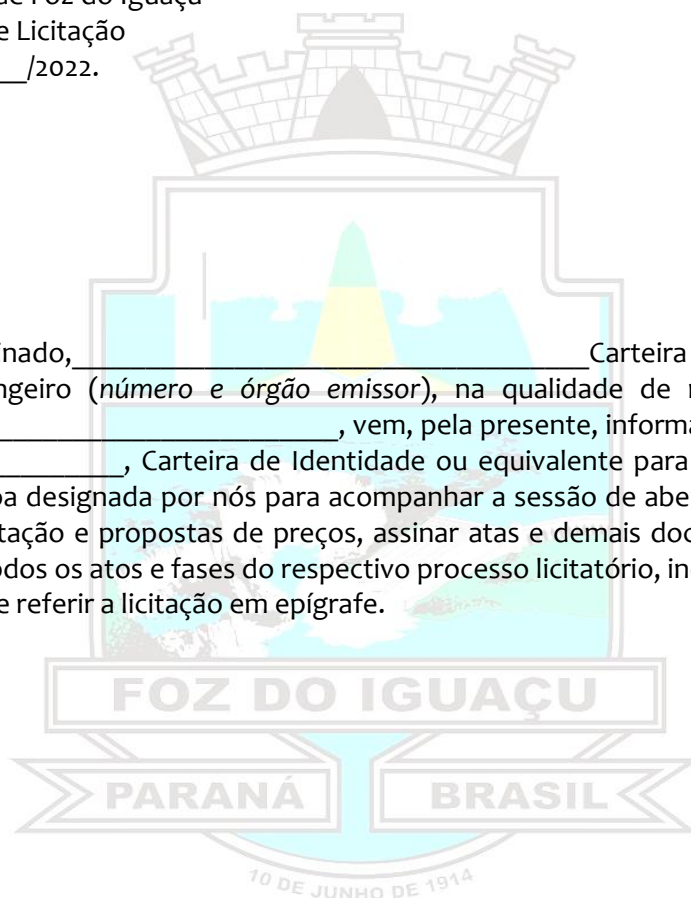 de Foz do Iguaçu
e Licitação
__/2022.
inado,____________________________________Carteira
ngeiro (número e órgão emissor), na qualidade de
________________________, vem, pela presente, informa
_________, Carteira de Identidade ou equivalente para
oa designada por nós para acompanhar a sessão de abe
tação e propostas de preços, assinar atas e demais doc
odos os atos e fases do respectivo processo licitatório, in
e referir a licitação em epígrafe.
FOZ DO IGUAÇU
PARANÁ BRASIL
10 DE JUNHO DE 1914